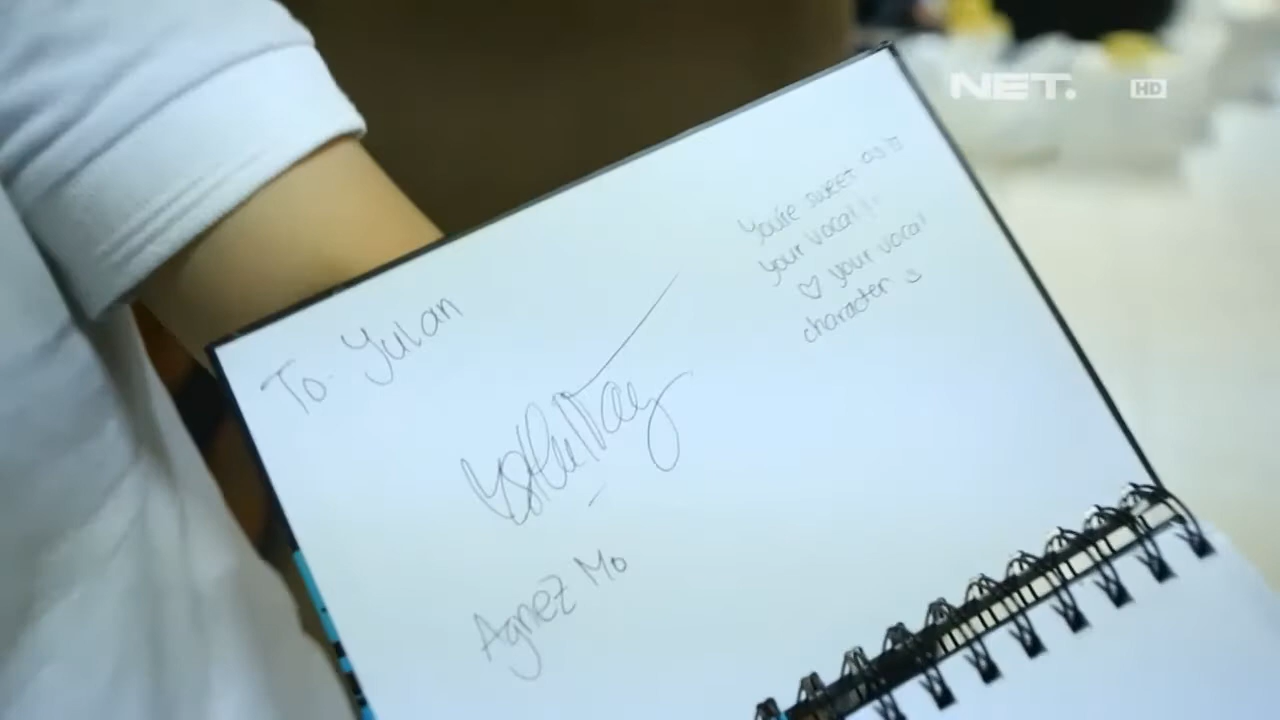 NET. HD
You're sweet as
your vocal!!
♡ your vocal
character
To. Yulan
Agnez Mo